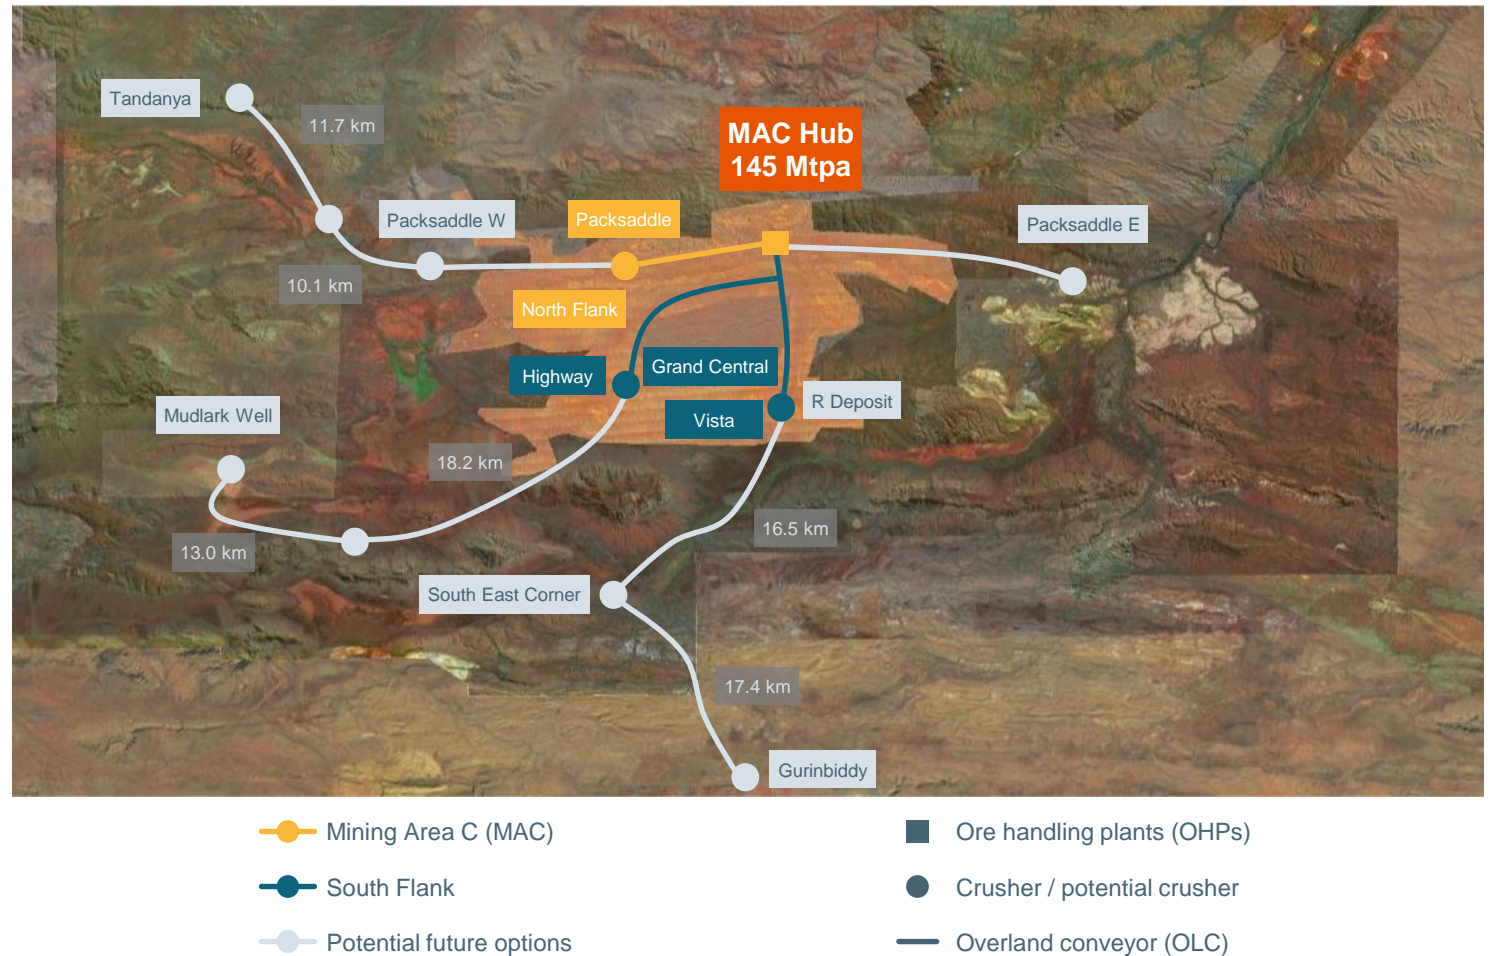 Tandanya
11.7 km
MAC Hub
145 Mtpa
Packsaddle W
Packsaddle
Packsaddle E
10.1 km
North Flank
Highway
Grand Central
Mudlark Well
Vista
R Deposit
18.2 km
16.5 km
13.0 km
South East Corner
17.4 km
Gurinbiddy
Mining Area C (MAC)
South Flank
Potential future options
Ore handling plants (OHPs)
Crusher / potential crusher
Overland conveyor (OLC)